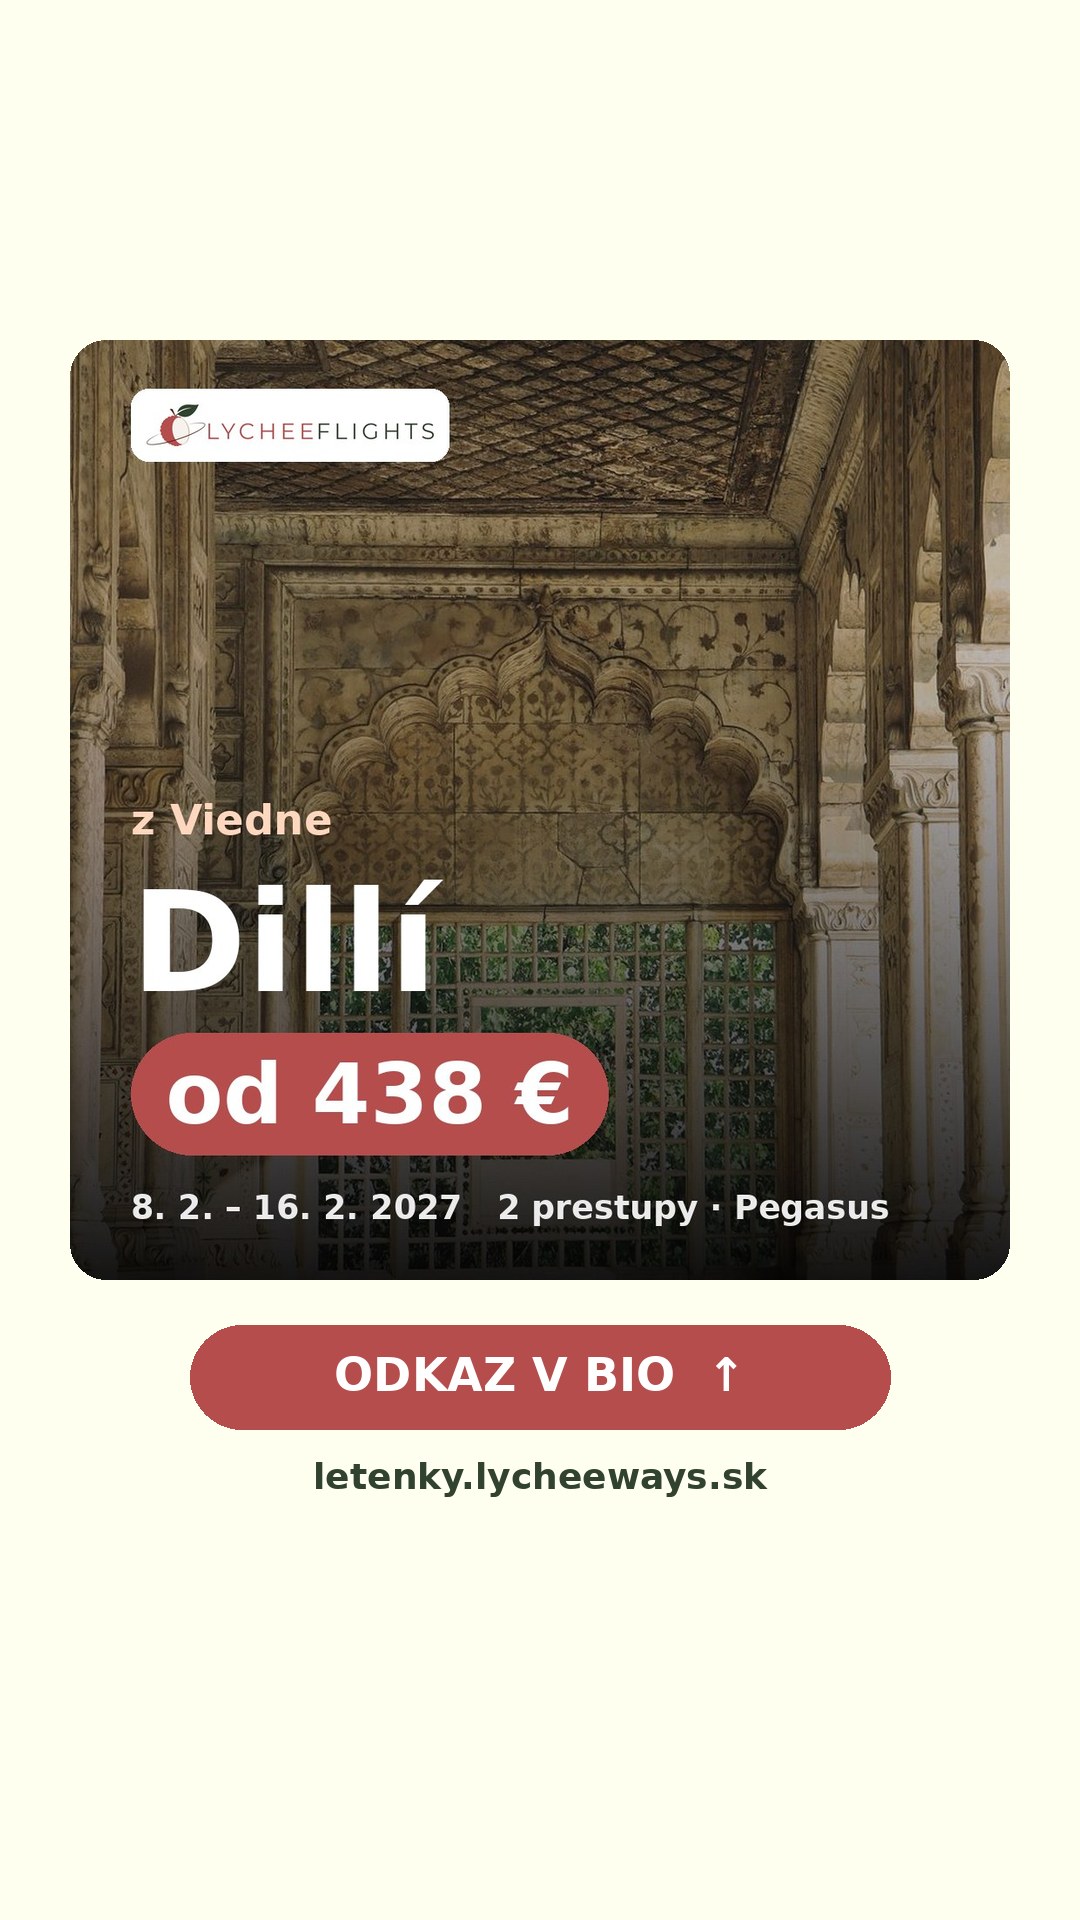 LYCHEEFLIGHTS
z Viedne
Dillí
od 438 €
8. 2. – 16. 2. 2027 2 prestupy · Pegasus
ODKAZ V BIO ↑
letenky.lycheeways.sk